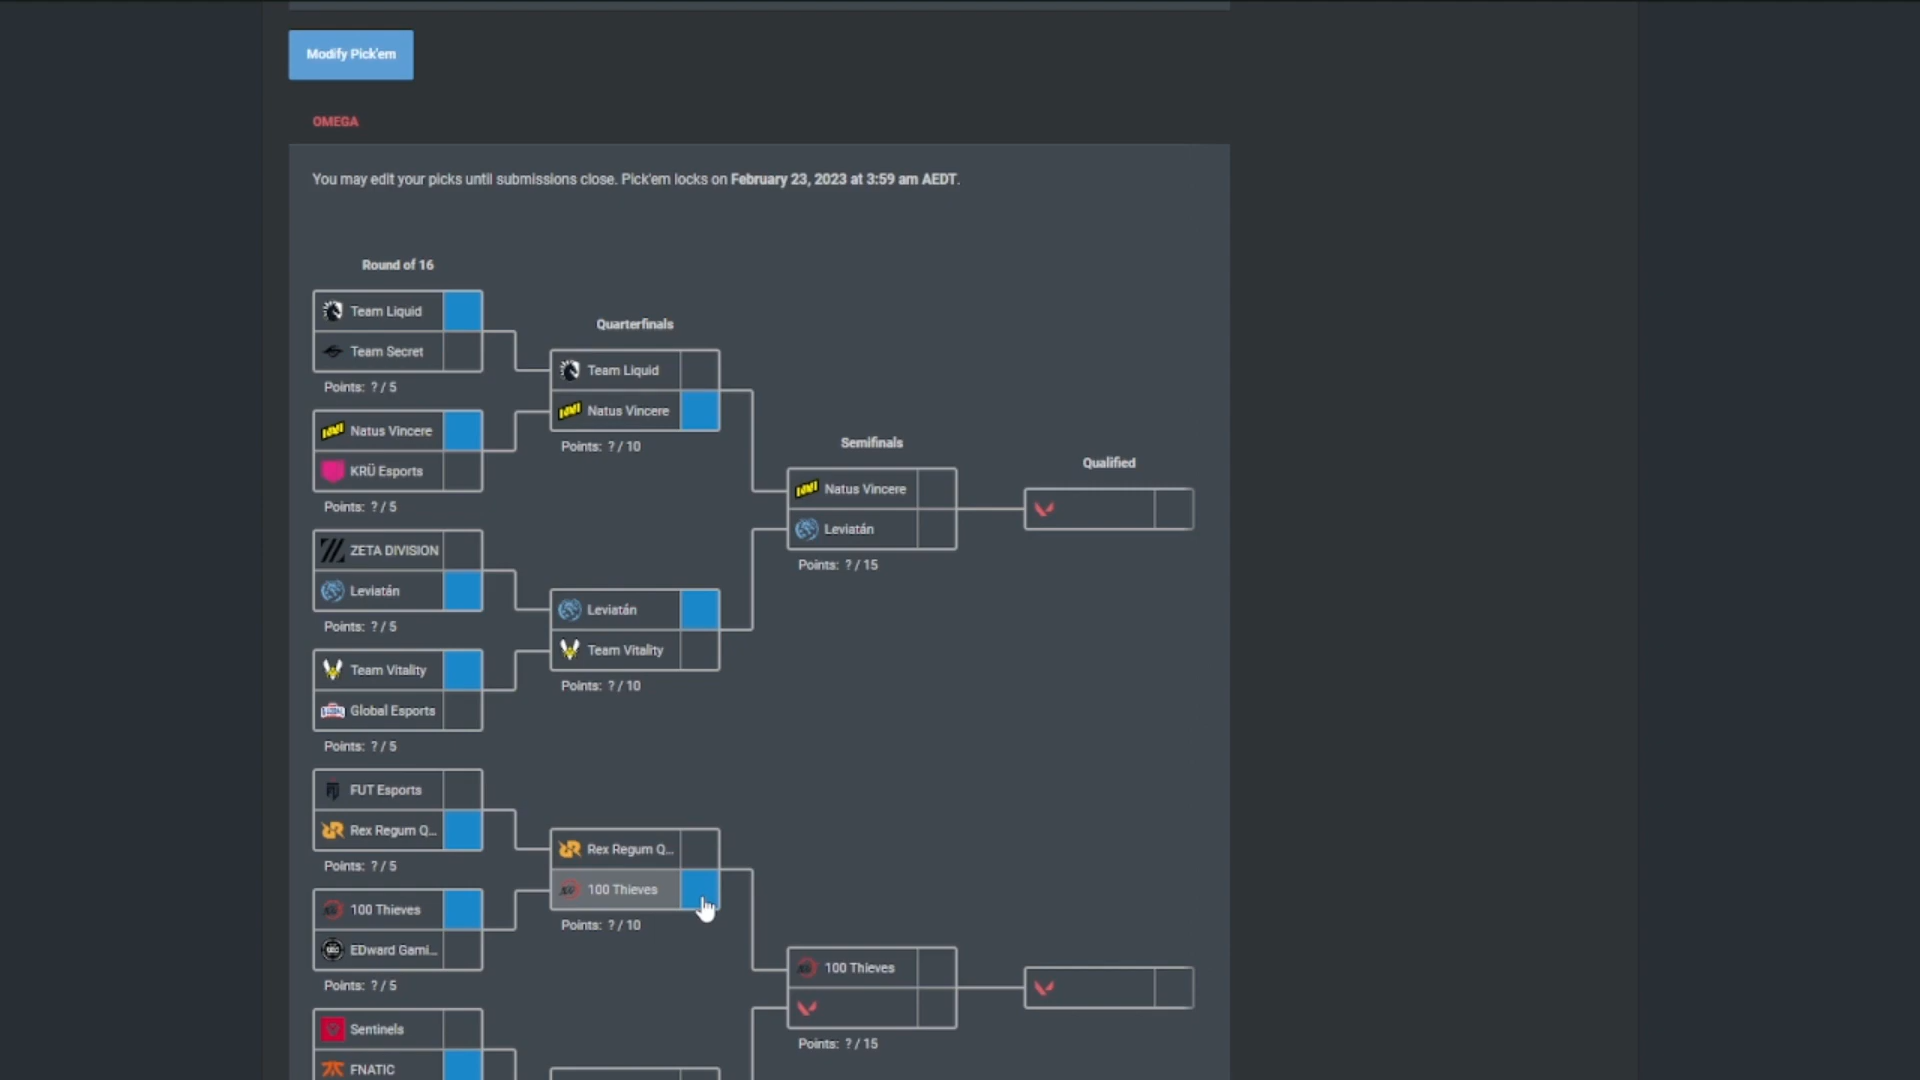 Modify Pick'em
OMEGA
You may edit your picks until submissions close. Pick'em locks on February 23, 2023 at 3:59 am AEDT.
Round of 16
Team Liquid
Team Secret
Points: ? / 5
Natus Vincere
KRÜ Esports
Points: ? / 5
ZETA DIVISION
Leviatán
Points: ? / 5
Team Vitality
Global Esports
Points: ? / 5
FUT Esports
Rex Regum Q...
Points: ? / 5
100 Thieves
EDward Gami...
Points: ? / 5
Sentinels
FNATIC
Quarterfinals
Team Liquid
Natus Vincere
Points: ? / 10
Leviatán
Team Vitality
Points: ? / 10
Rex Regum Q...
100 Thieves
Points: ? / 10
Semifinals
Natus Vincere
Leviatán
Points: ? / 15
100 Thieves
Points: ? / 15
Qualified